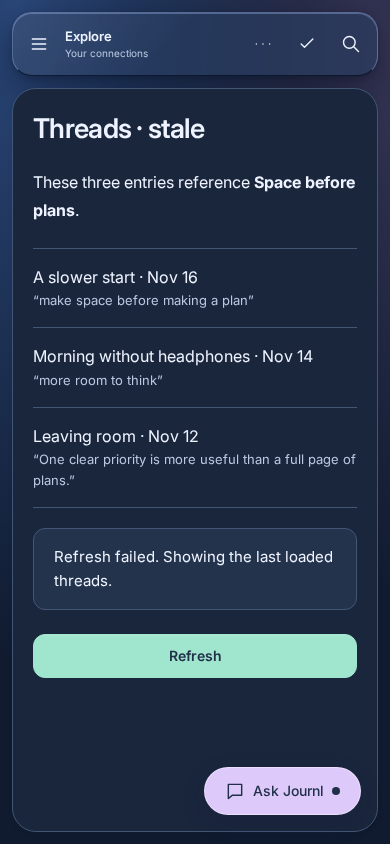 Explore
Your connections
Threads · stale
These three entries reference Space before
plans.
A slower start · Nov 16
“make space before making a plan”
Morning without headphones · Nov 14
“more room to think”
Leaving room · Nov 12
“One clear priority is more useful than a full page of
plans.”
Refresh failed. Showing the last loaded
threads.
Refresh
Ask Journl